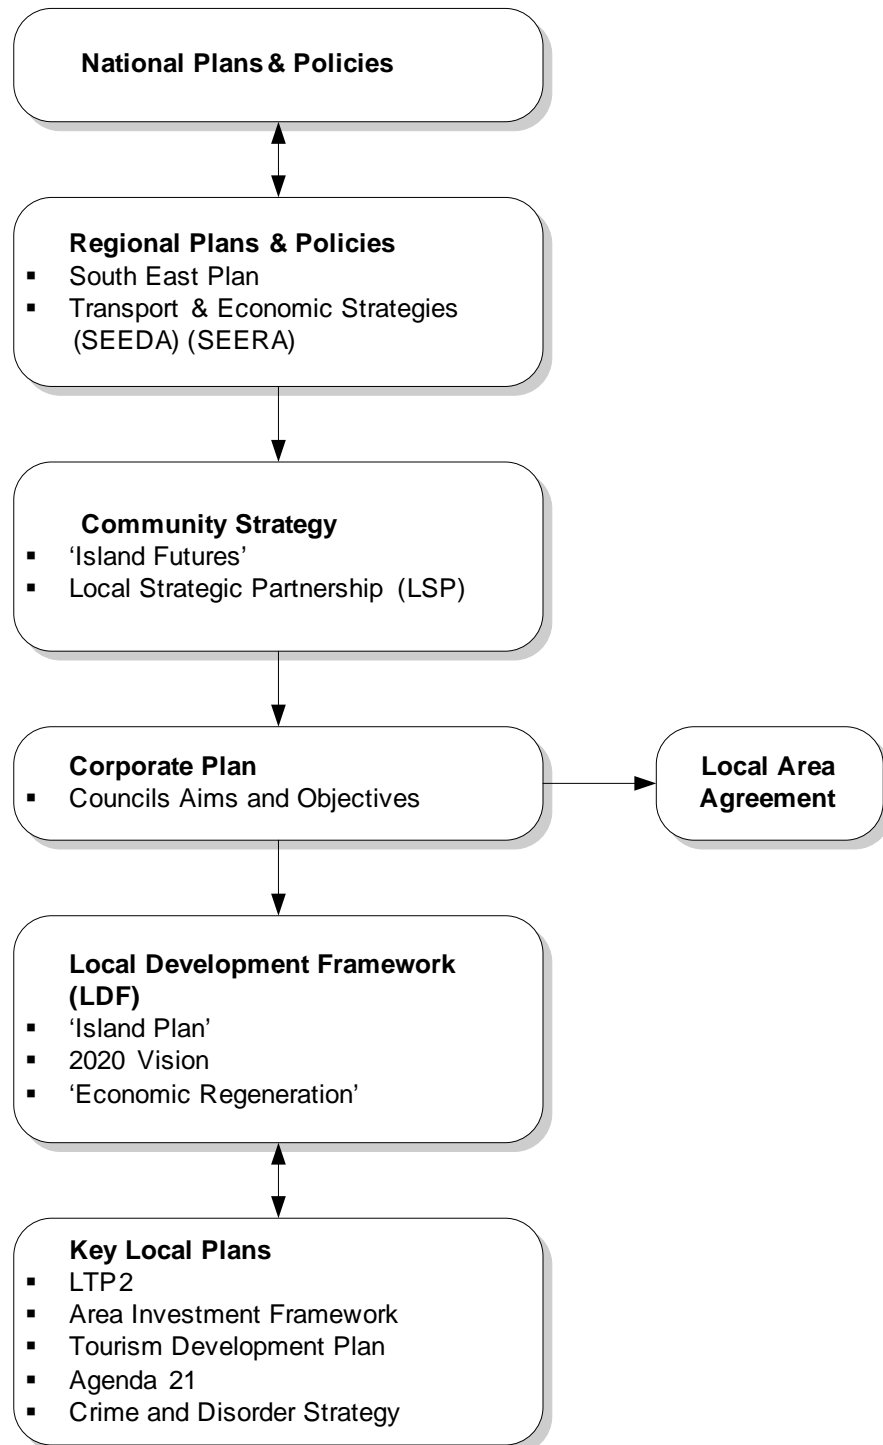 National Plans & Policies
Regional Plans & Policies
▪ South East Plan
▪ Transport & Economic Strategies
(SEEDA) (SEERA)
Community Strategy
▪ ‘Island Futures’
▪ Local Strategic Partnership (LSP)
Corporate Plan
▪ Councils Aims and Objectives
Local Area
Agreement
Local Development Framework
(LDF)
▪ ‘Island Plan’
▪ 2020 Vision
▪ ‘Economic Regeneration’
Key Local Plans
▪ LTP2
▪ Area Investment Framework
▪ Tourism Development Plan
▪ Agenda 21
▪ Crime and Disorder Strategy